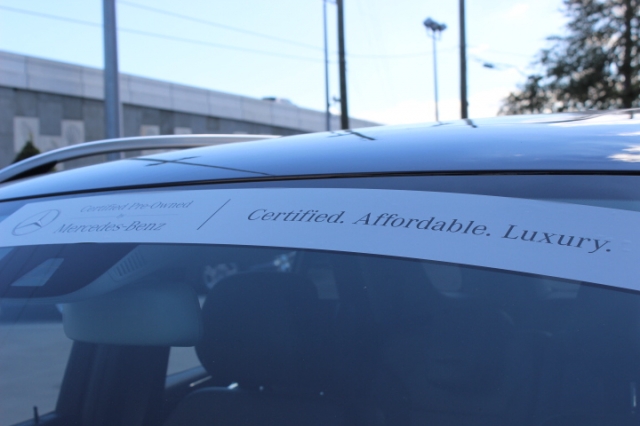 Certified Pre-Owned
Mercedes-Benz
Certified. Affordable. Luxury.